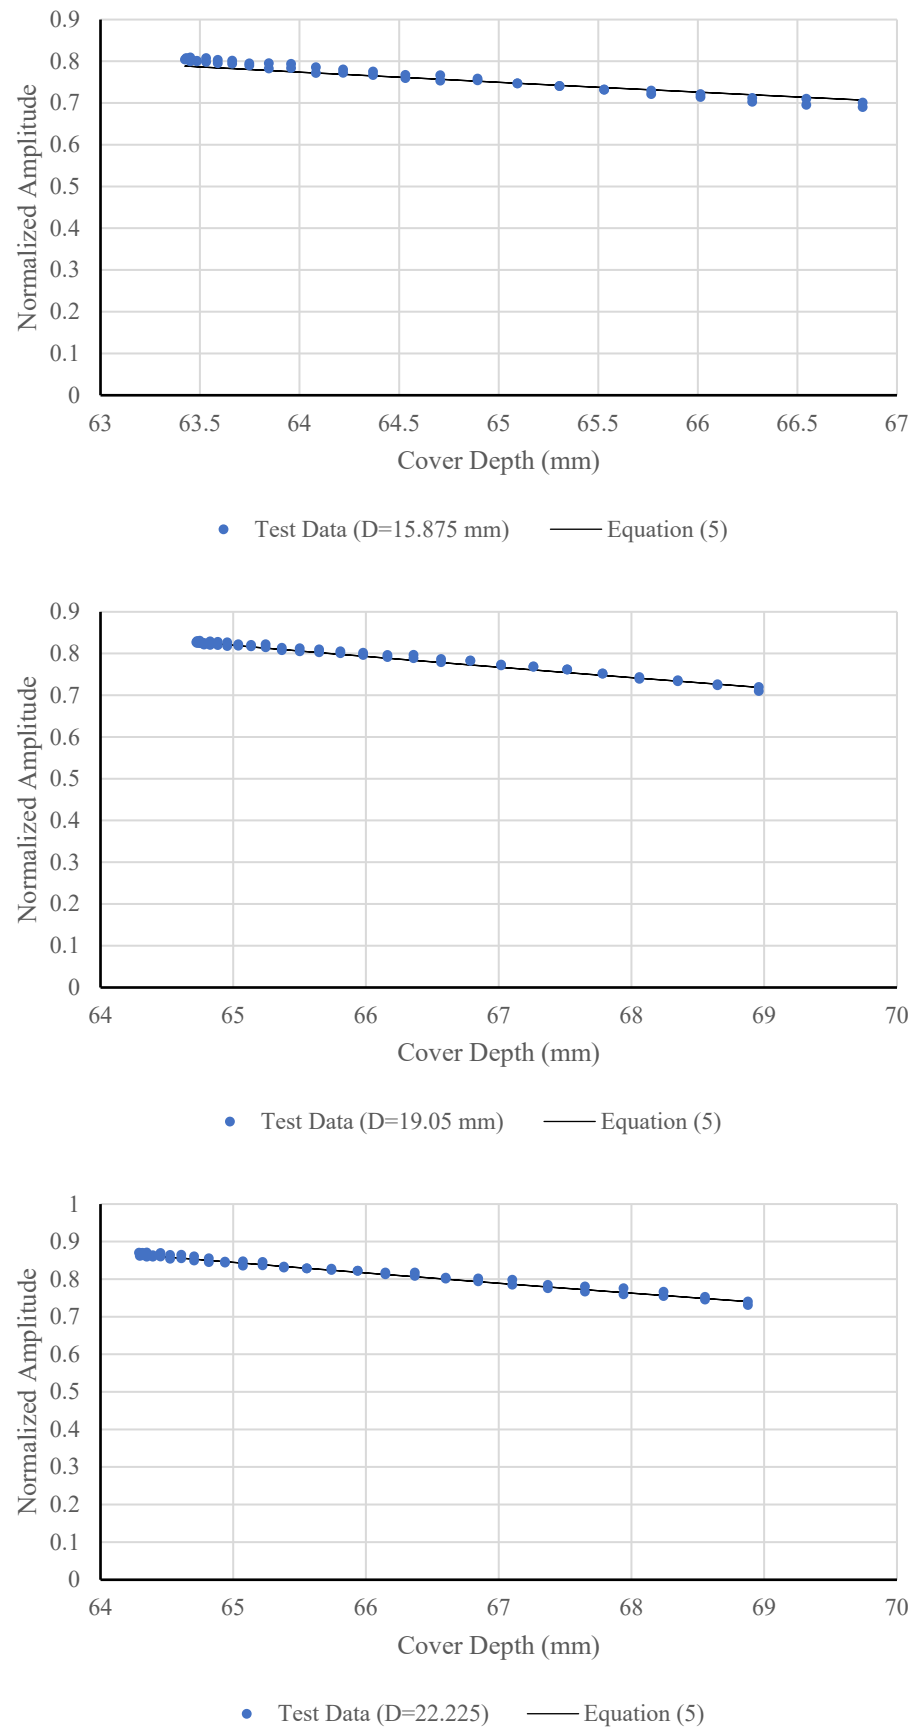 0.9
0.8
0.7
0.6
0.5
0.4
0.3
0.2
0.1
0
Normalized Amplitude
63 63.5 64 64.5 65 65.5 66 66.5 67
Cover Depth (mm)
Test Data (D=15.875 mm) Equation (5)
0.9
0.8
0.7
0.6
0.5
0.4
0.3
0.2
0.1
0
Normalized Amplitude
64 65 66 67 68 69 70
Cover Depth (mm)
Test Data (D=19.05 mm) Equation (5)
1
0.9
0.8
0.7
0.6
0.5
0.4
0.3
0.2
0.1
0
Normalized Amplitude
64 65 66 67 68 69 70
Cover Depth (mm)
Test Data (D=22.225) Equation (5)